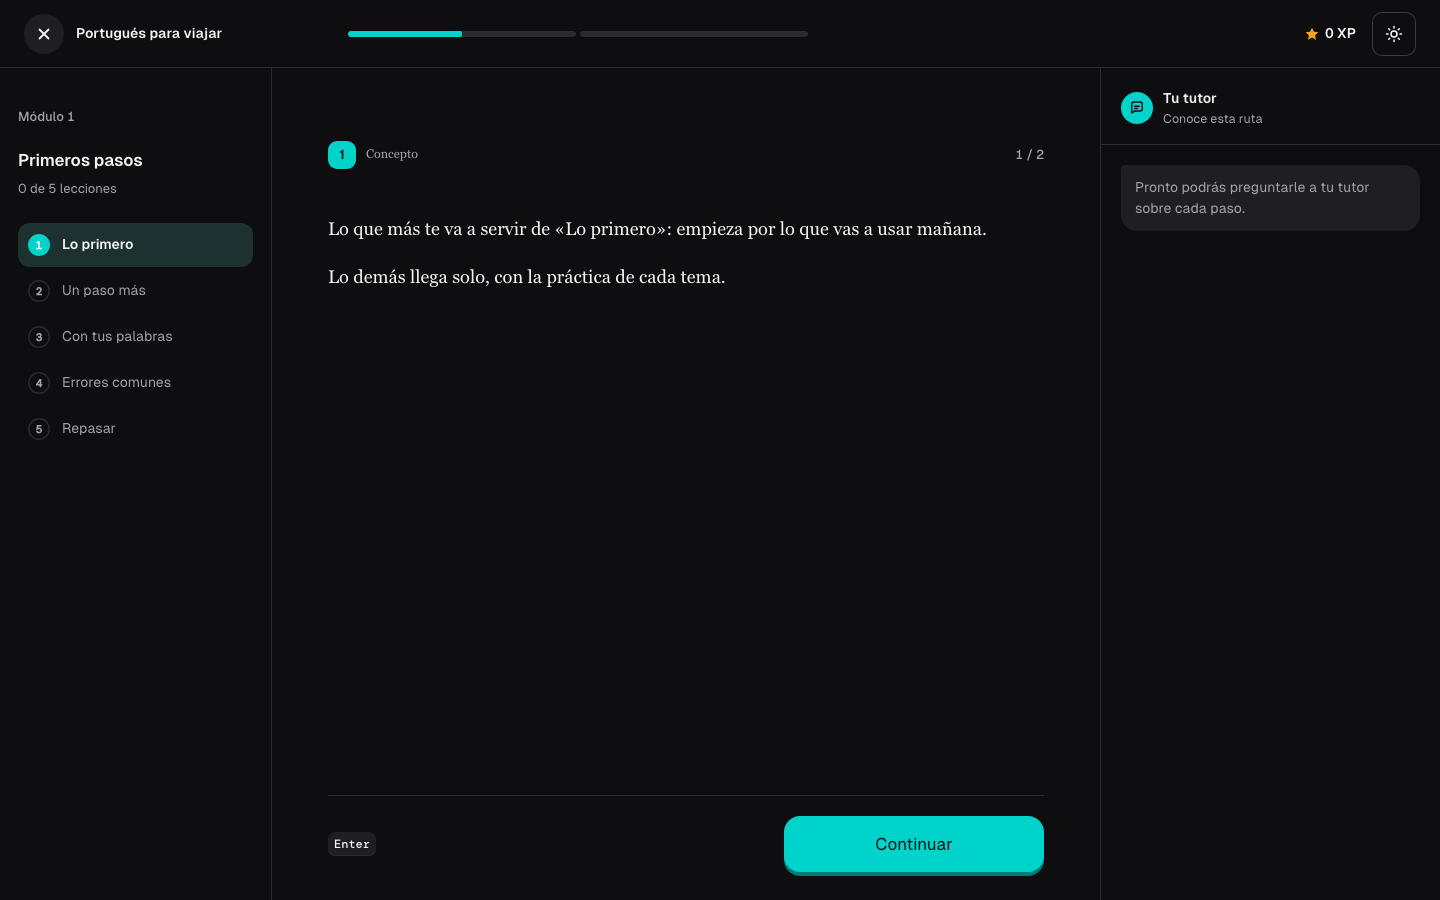 Portugués para viajar
0 XP
Módulo 1
Primeros pasos
0 de 5 lecciones
1 Lo primero
2 Un paso más
3 Con tus palabras
4 Errores comunes
5 Repasar
1 Concepto
1 / 2
Lo que más te va a servir de «Lo primero»: empieza por lo que vas a usar mañana.
Lo demás llega solo, con la práctica de cada tema.
Enter
Continuar
Tu tutor
Conoce esta ruta
Pronto podrás preguntarle a tu tutor
sobre cada paso.